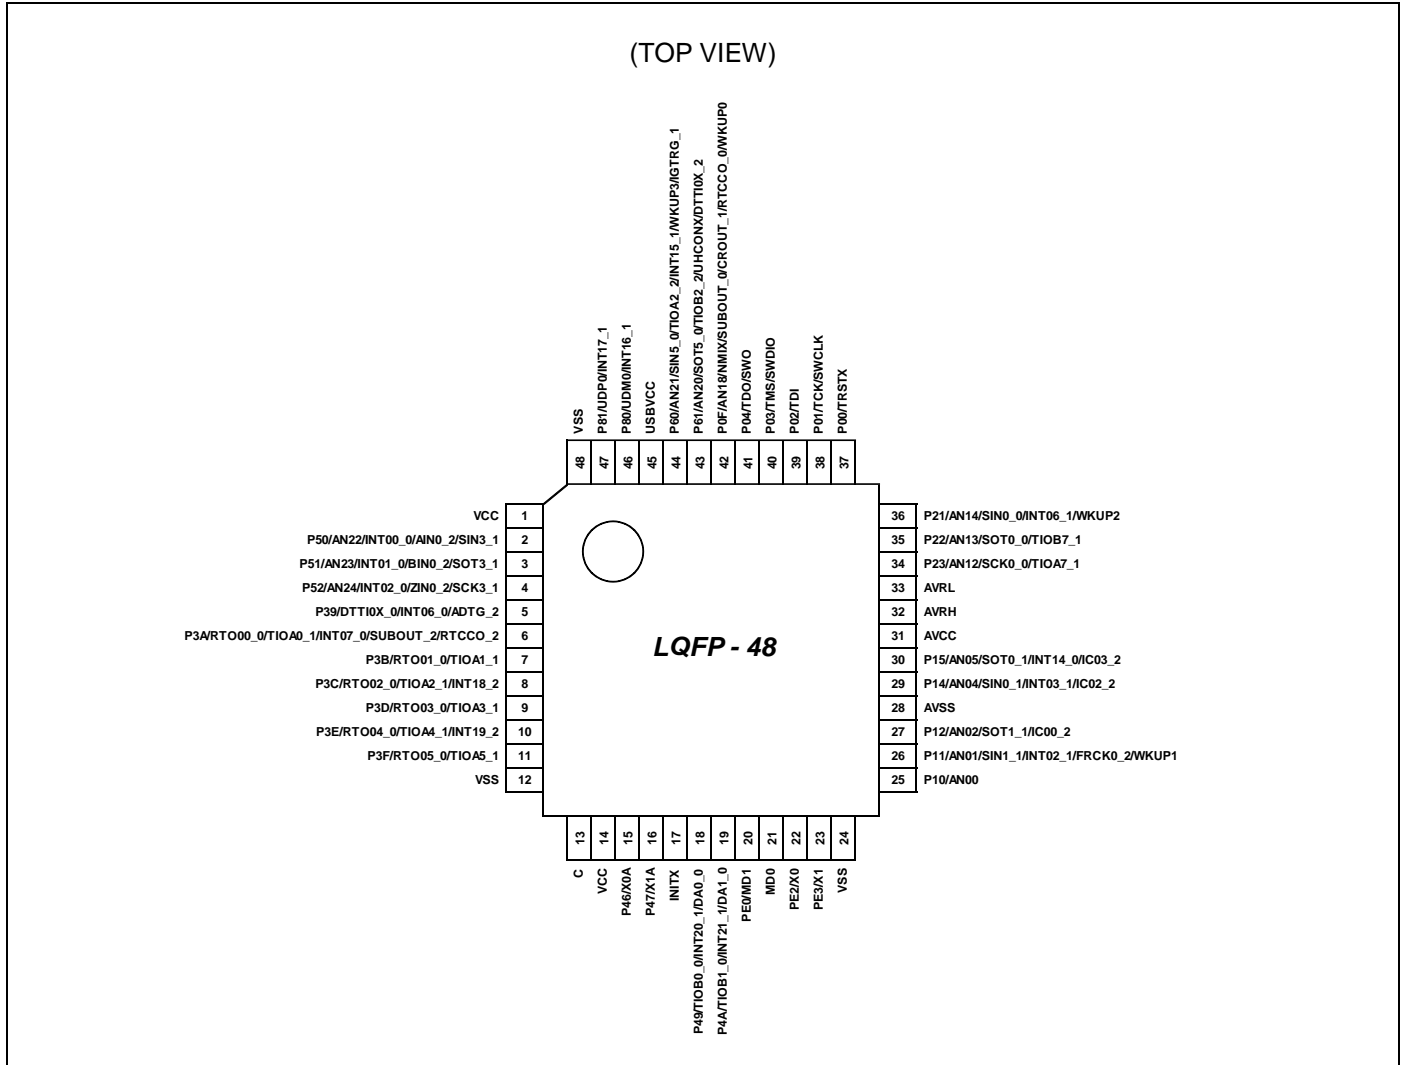 (TOP VIEW)
VSS
P81/UDP0/INT17_1
P80/UDM0/INT16_1
USBVCC
P60/AN21/SIN5_0/TIOA2_2/INT15_1/WKUP3/IGTRG_1
P61/AN20/SOT5_0/TIOB2_2/UHCONX/DTTI0X_2
P0F/AN18/NMIX/SUBOUT_0/CROUT_1/RTCCO_0/WKUP0
P04/TDO/SWO
P03/TMS/SWDIO
P02/TDI
P01/TCK/SWCLK
P00/TRSTX
48 47 46 45 44 43 42 41 40 39 38 37
VCC 1
P50/AN22/INT00_0/AIN0_2/SIN3_1 2
P51/AN23/INT01_0/BIN0_2/SOT3_1 3
P52/AN24/INT02_0/ZIN0_2/SCK3_1 4
P39/DTTI0X_0/INT06_0/ADTG_2 5
P3A/RTO00_0/TIOA0_1/INT07_0/SUBOUT_2/RTCCO_2 6
P3B/RTO01_0/TIOA1_1 7
P3C/RTO02_0/TIOA2_1/INT18_2 8
P3D/RTO03_0/TIOA3_1 9
P3E/RTO04_0/TIOA4_1/INT19_2 10
P3F/RTO05_0/TIOA5_1 11
VSS 12
LQFP - 48
36 P21/AN14/SIN0_0/INT06_1/WKUP2
35 P22/AN13/SOT0_0/TIOB7_1
34 P23/AN12/SCK0_0/TIOA7_1
33 AVRL
32 AVRH
31 AVCC
30 P15/AN05/SOT0_1/INT14_0/IC03_2
29 P14/AN04/SIN0_1/INT03_1/IC02_2
28 AVSS
27 P12/AN02/SOT1_1/IC00_2
26 P11/AN01/SIN1_1/INT02_1/FRCK0_2/WKUP1
25 P10/AN00
13 14 15 16 17 18 19 20 21 22 23 24
C
VCC
P46/X0A
P47/X1A
INITX
P49/TIOB0_0/INT20_1/DA0_0
P4A/TIOB1_0/INT21_1/DA1_0
PE0/MD1
MD0
PE2/X0
PE3/X1
VSS